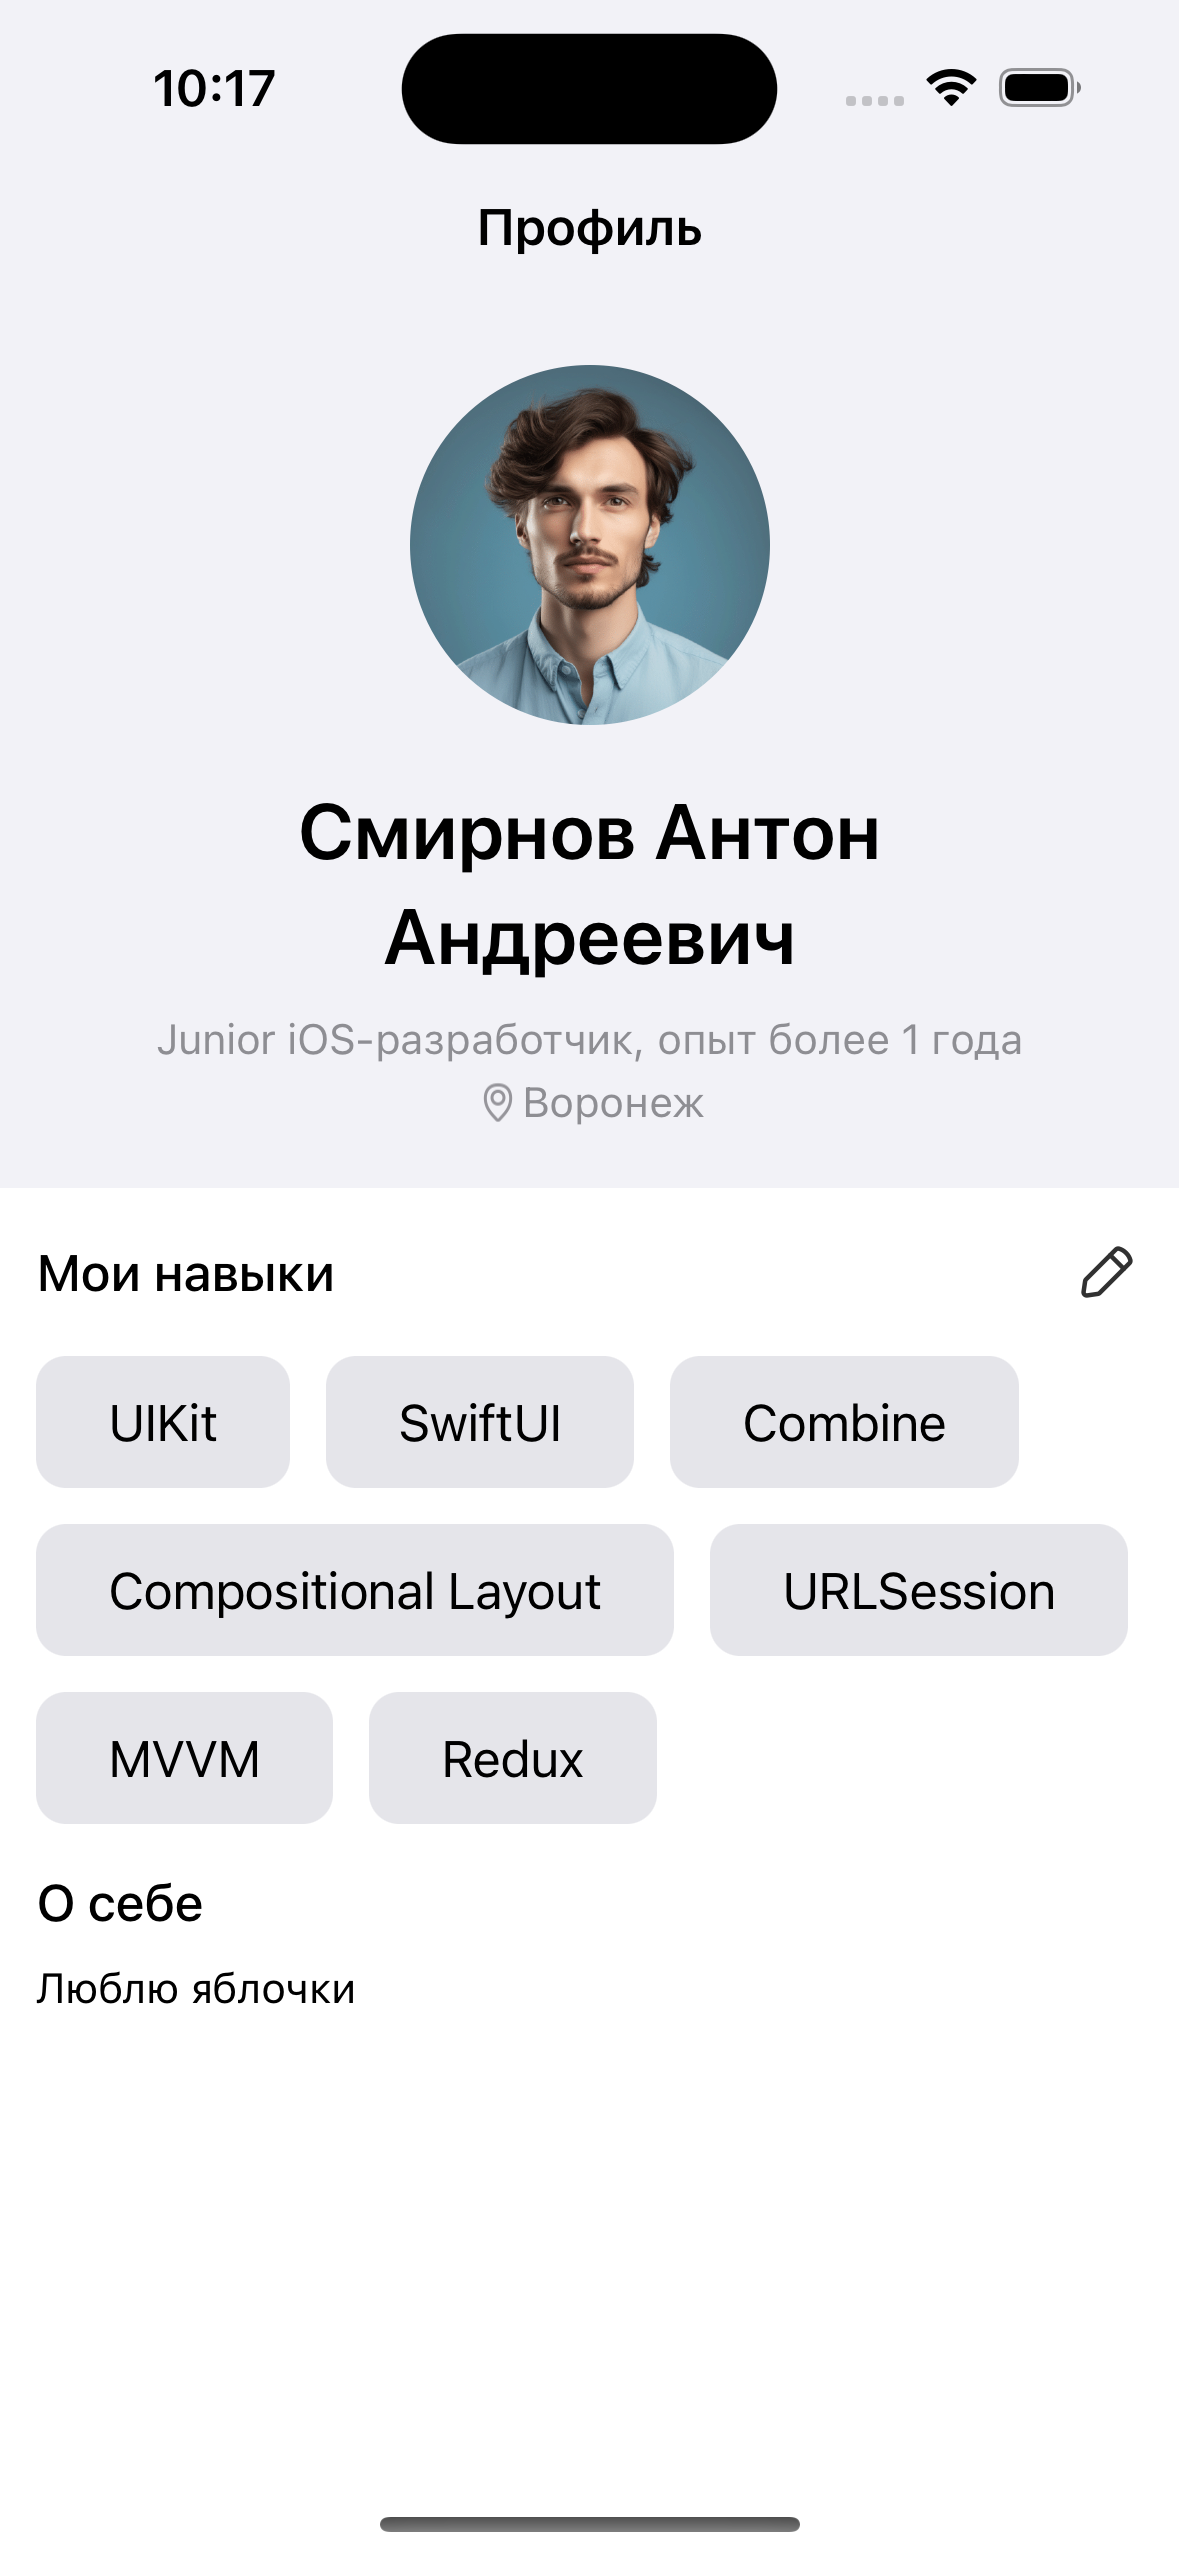 10:17
Профиль
Смирнов Антон
Андреевич
Junior iOS-разработчик, опыт более 1 года
Воронеж
Мои навыки
UIKit
SwiftUI
Combine
Compositional Layout
URLSession
MVVM
Redux
О себе
Люблю яблочки